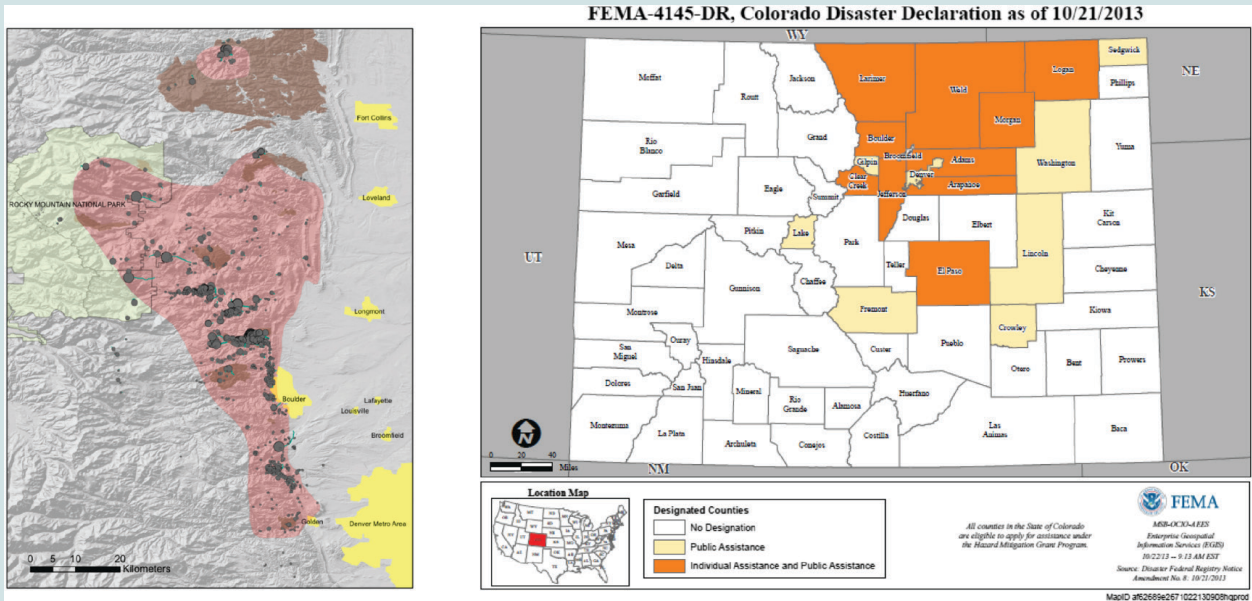 FEMA-4145-DR, Colorado Disaster Declaration as of 10/21/2013
Fort Collins
ROCKY MOUNTAIN NATIONAL PARK
Loveland
Longmont
Boulder
Lafayette
Louisville
Broomfield
Golden
Denver Metro Area
0 5 10 20
Kilometers
WY
NE
UT
KS
NM
OK
Moffat
Routt
Jackson
Larimer
Weld
Logan
Sedgwick
Phillips
Morgan
Grand
Boulder
Rio
Blanco
Broomfield
Gilpin
Adams
Washington
Yuma
Denver
Clear
Creek
Arapahoe
Jefferson
Garfield
Eagle
Summit
Douglas
Elbert
Kit
Carson
Pitkin
Lake
Park
Mesa
Lincoln
Teller
El Paso
Cheyenne
Delta
Gunnison
Chaffee
Fremont
Kiowa
Crowley
Montrose
Pueblo
Ouray
San
Miguel
Saguache
Custer
Hinsdale
Otero
Bent
Prowers
Dolores
San Juan
Mineral
Rio
Grande
Alamosa
Huerfano
Montezuma
La Plata
Archuleta
Conejos
Costilla
Las
Animas
Baca
N
0 20 40
Miles
Location Map
Designated Counties
No Designation
Public Assistance
Individual Assistance and Public Assistance
All counties in the State of Colorado
are eligible to apply for assistance under
the Hazard Mitigation Grant Program.
FEMA
MSB-OCIO-AEES
Enterprise Geospatial
Information Services (EGIS)
10/22/13 -- 9:13 AM EST
Source: Disaster Federal Registry Notice
Amendment No. 8: 10/21/2013
MapID af62689e2671022130908hqprod